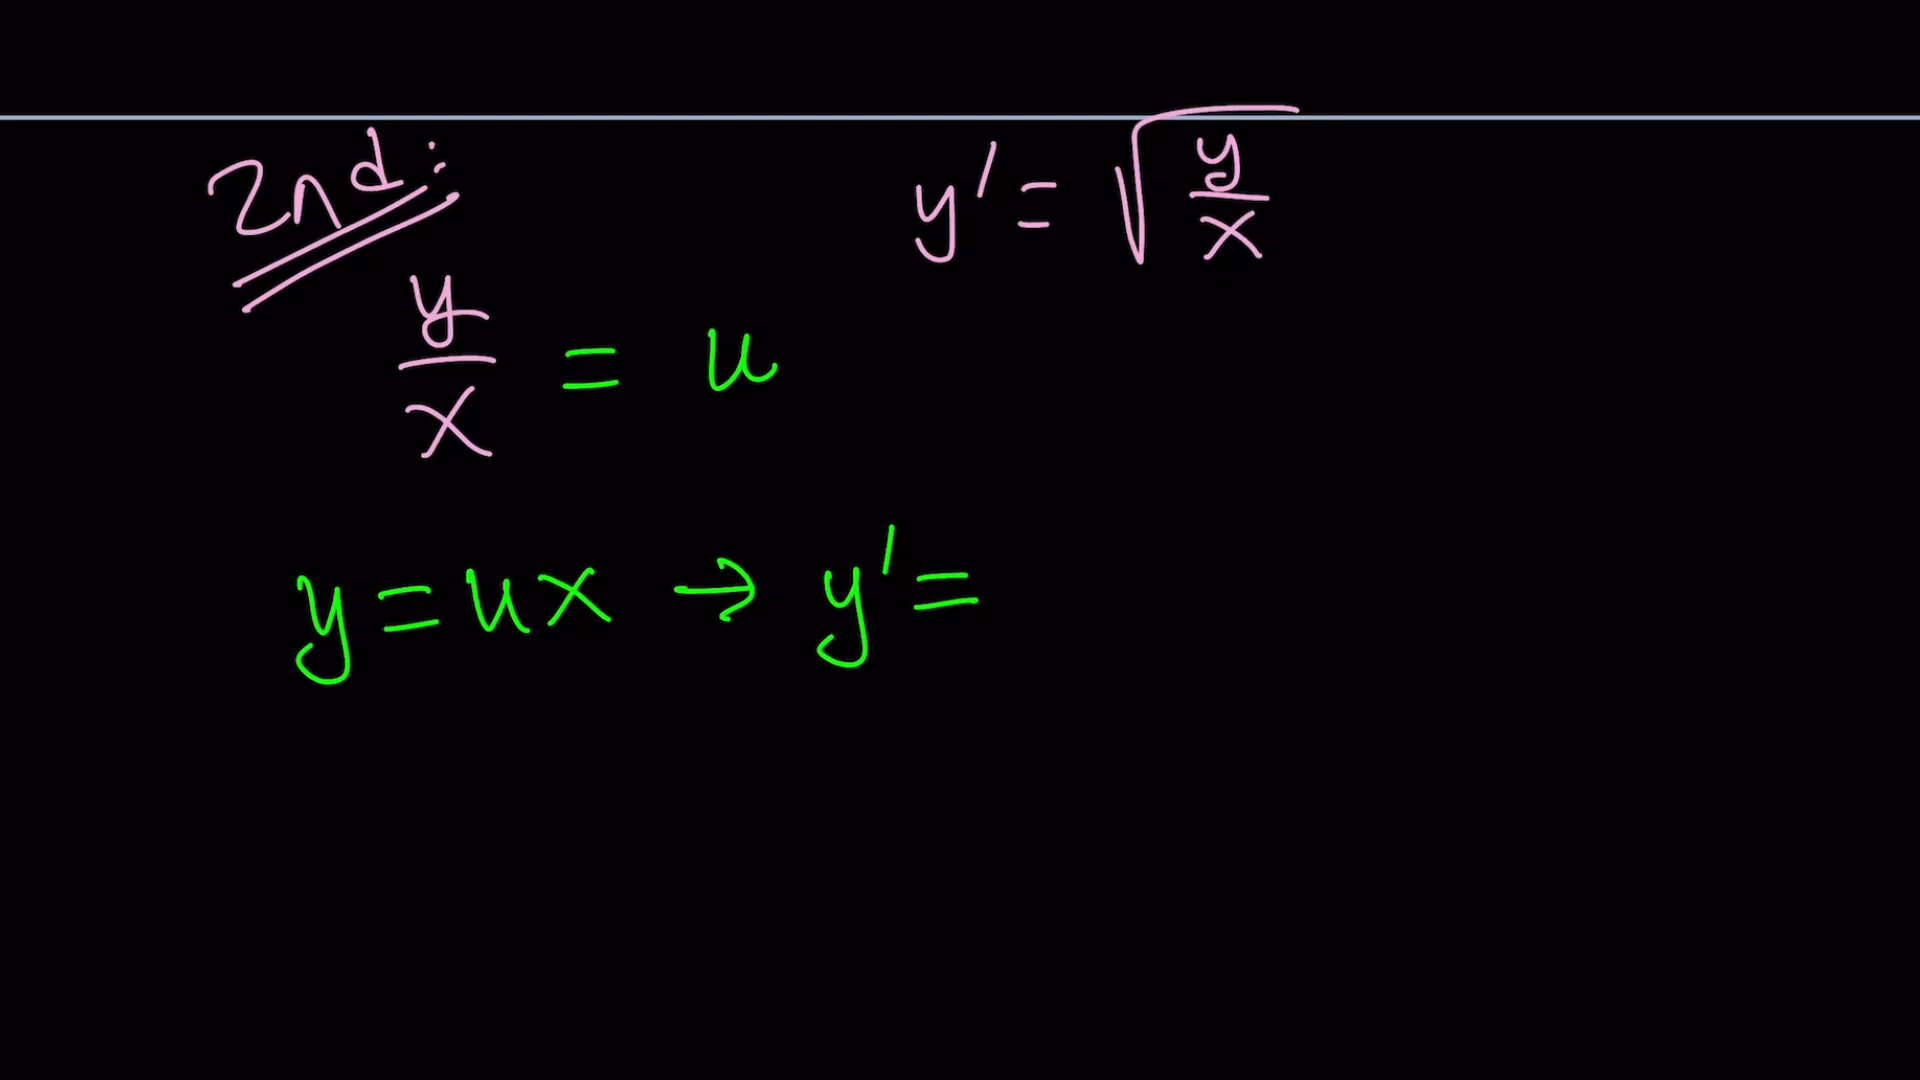 2nd: y' = √(y/x)
y/x = u
y = ux → y' =